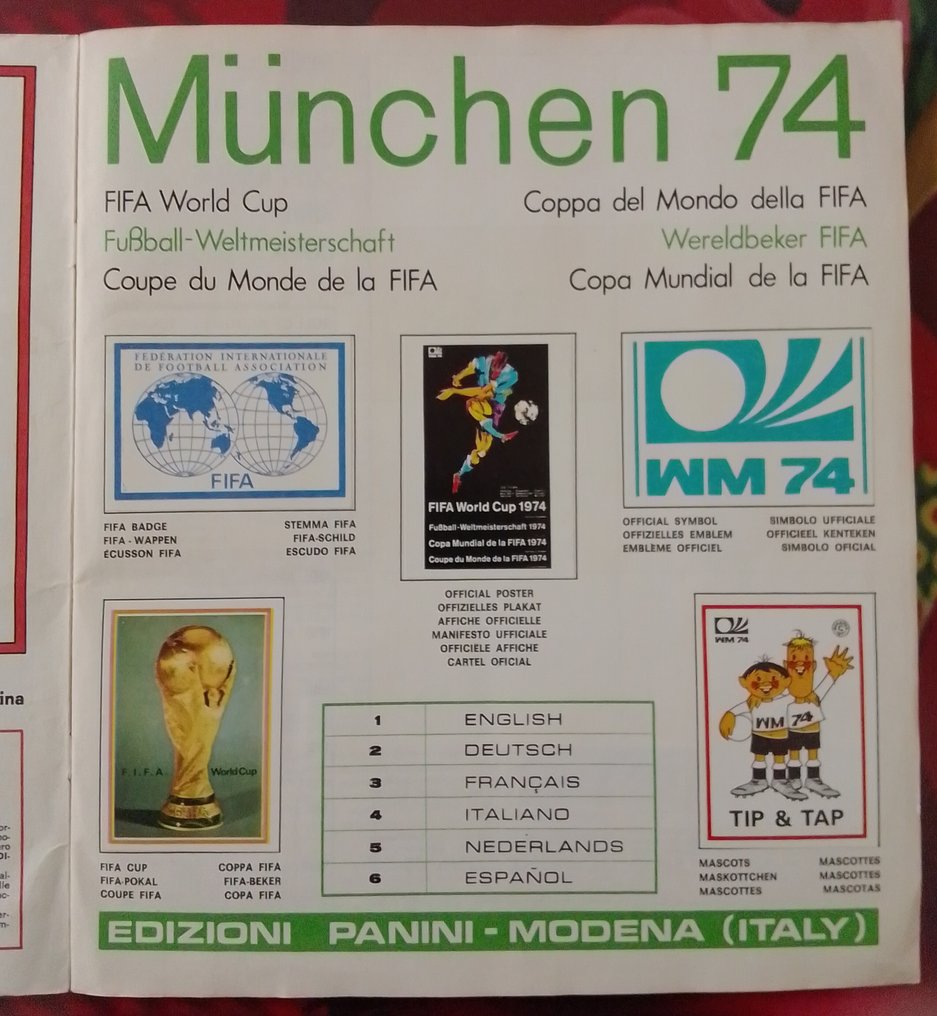 München 74
FIFA World Cup
Fußball-Weltmeisterschaft
Coupe du Monde de la FIFA
Coppa del Mondo della FIFA
Wereldbeker FIFA
Copa Mundial de la FIFA
FEDÉRATION INTERNATIONALE
DE FOOTBALL ASSOCIATION
FIFA
FIFA BADGE
FIFA - WAPPEN
ÉCUSSON FIFA
STEMMA FIFA
FIFA-SCHILD
ESCUDO FIFA
FIFA World Cup 1974
Fußball-Weltmeisterschaft 1974
Copa Mundial de la FIFA 1974
Coupe du Monde de la FIFA 1974
OFFICIAL POSTER
OFFIZIELLES PLAKAT
AFFICHE OFFICIELLE
MANIFESTO UFFICIALE
OFFICIËLE AFFICHE
CARTEL OFICIAL
WM 74
OFFICIAL SYMBOL
OFFIZIELLES EMBLEM
EMBLÈME OFFICIEL
SIMBOLO UFFICIALE
OFFICIEEL KENTEKEN
SIMBOLO OFICIAL
F.I.F.A. World Cup
FIFA CUP
FIFA-POKAL
COUPE FIFA
COPPA FIFA
FIFA-BEKER
COPA FIFA
1 ENGLISH
2 DEUTSCH
3 FRANÇAIS
4 ITALIANO
5 NEDERLANDS
6 ESPAÑOL
WM 74
WM 74
TIP & TAP
MASCOTS
MASKOTTCHEN
MASCOTTES
MASCOTTES
MASCOTTES
MASCOTAS
EDIZIONI PANINI - MODENA (ITALY)
ina